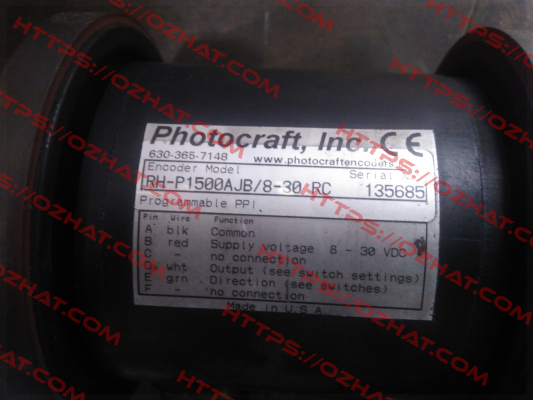 Photocraft, Inc. CE
630-365-7148 www.photocraftencoders.
Encoder Model Serial
RH-P1500AJB/8-30/RC 135685
Programmable PPI
Pin Wire Function
A blk Common
B red Supply voltage 8 - 30 VDC
C - no connection
D wht Output (see switch settings)
E grn Direction (see switches)
F - no connection
Made in U.S.A.
HTTPS://OZHAT.COM